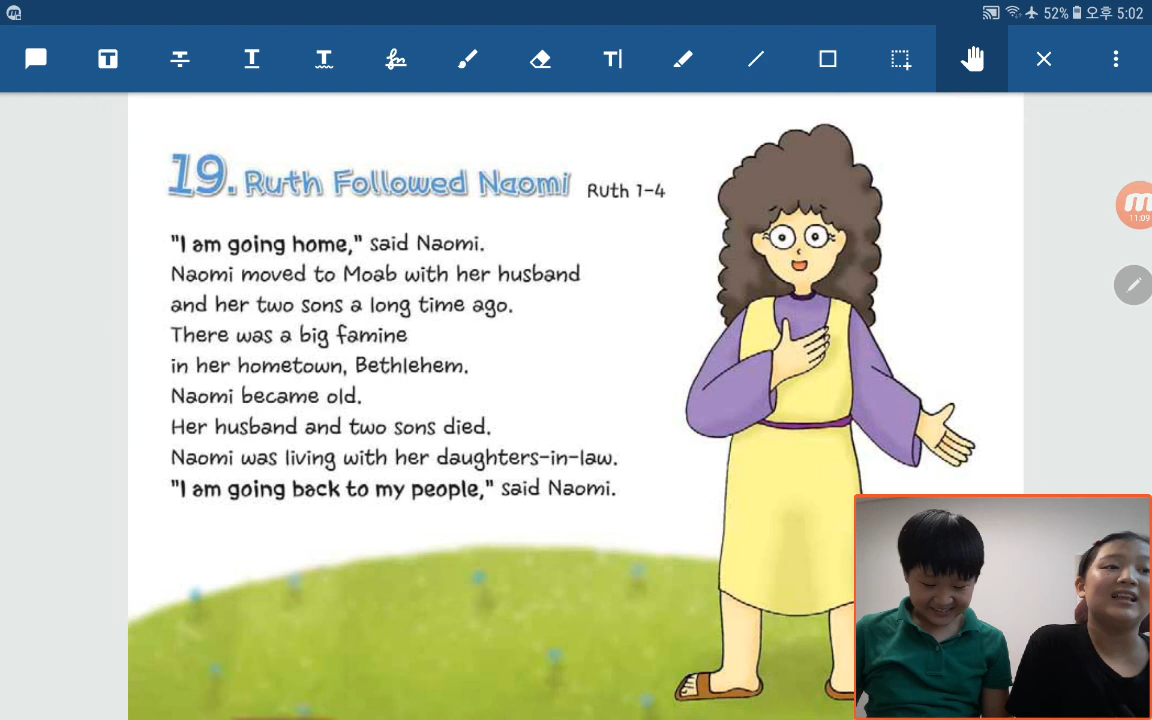 52% 오후 5:02
T T T T fn T
19. Ruth Followed Naomi Ruth 1-4
"I am going home," said Naomi.
Naomi moved to Moab with her husband
and her two sons a long time ago.
There was a big famine
in her hometown, Bethlehem.
Naomi became old.
Her husband and two sons died.
Naomi was living with her daughters-in-law.
"I am going back to my people," said Naomi.
m
11:09